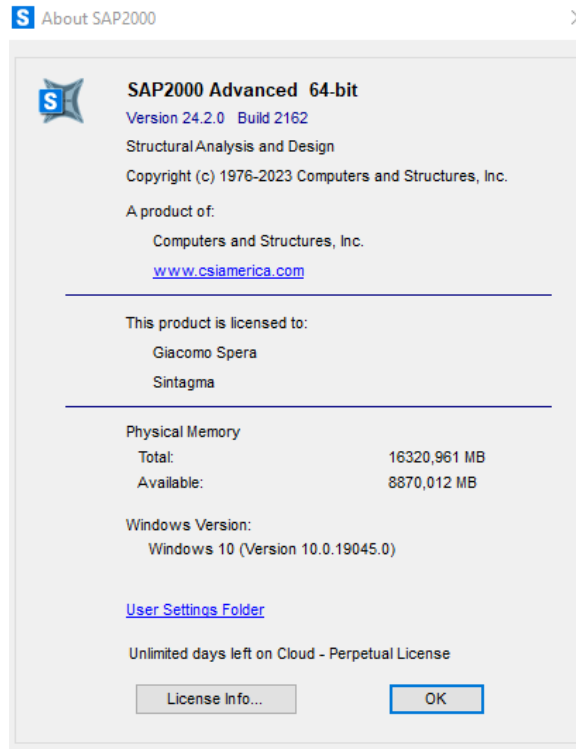 S About SAP2000
S
SAP2000 Advanced 64-bit
Version 24.2.0 Build 2162
Structural Analysis and Design
Copyright (c) 1976-2023 Computers and Structures, Inc.
A product of:
Computers and Structures, Inc.
www.csiamerica.com
This product is licensed to:
Giacomo Spera
Sintagma
Physical Memory
Total: 16320,961 MB
Available: 8870,012 MB
Windows Version:
Windows 10 (Version 10.0.19045.0)
User Settings Folder
Unlimited days left on Cloud - Perpetual License
License Info... OK